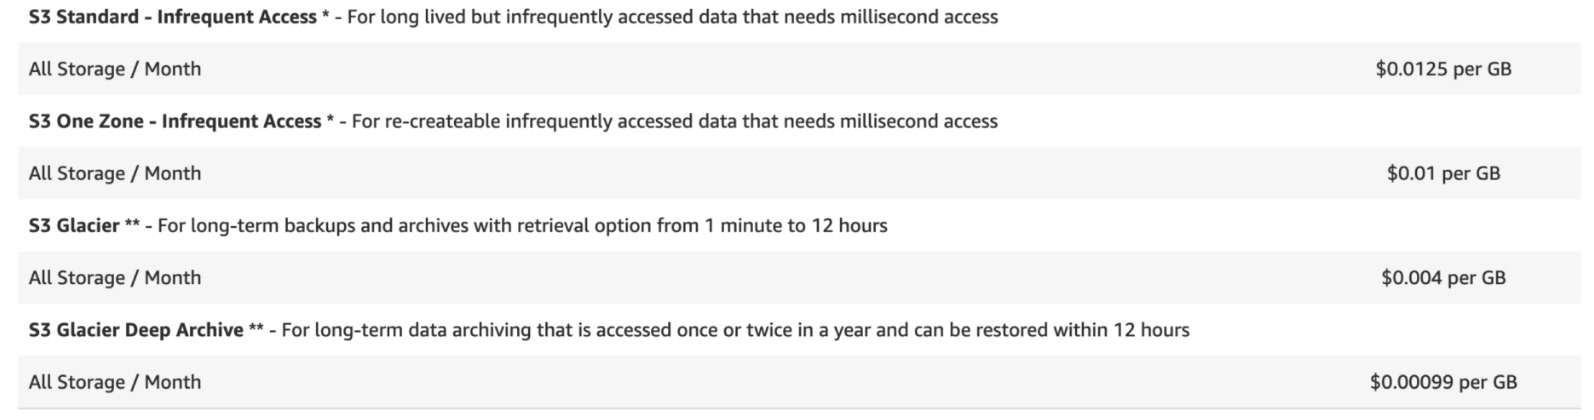 S3 Standard - Infrequent Access * - For long lived but infrequently accessed data that needs millisecond access
All Storage / Month $0.0125 per GB
S3 One Zone - Infrequent Access * - For re-createable infrequently accessed data that needs millisecond access
All Storage / Month $0.01 per GB
S3 Glacier ** - For long-term backups and archives with retrieval option from 1 minute to 12 hours
All Storage / Month $0.004 per GB
S3 Glacier Deep Archive ** - For long-term data archiving that is accessed once or twice in a year and can be restored within 12 hours
All Storage / Month $0.00099 per GB